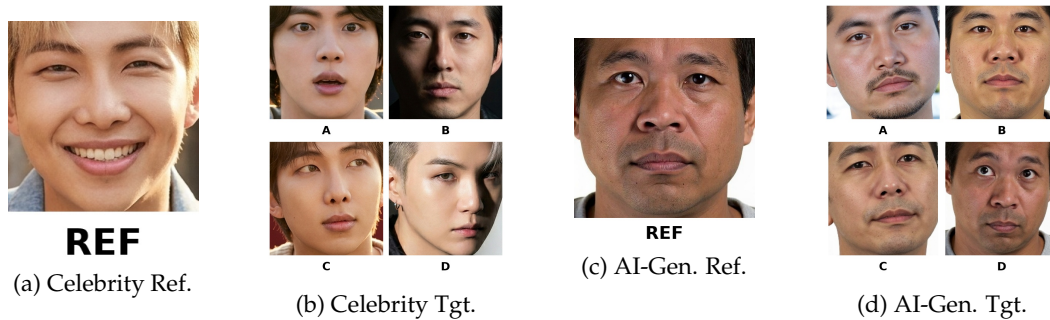 REF
(a) Celebrity Ref.
A
B
C
D
(b) Celebrity Tgt.
REF
(c) AI-Gen. Ref.
A
B
C
D
(d) AI-Gen. Tgt.